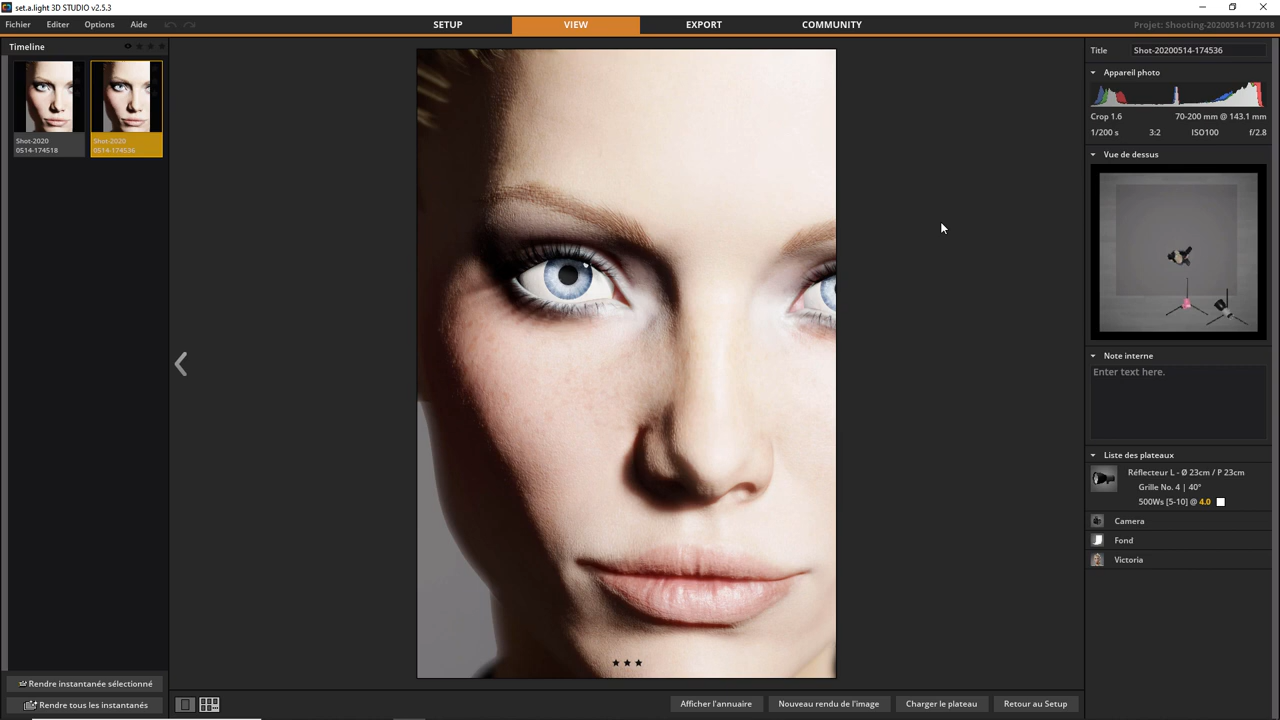 set.a.light 3D STUDIO v2.5.3
Fichier Editer Options Aide
SETUP VIEW EXPORT COMMUNITY
Projet: Shooting-20200514-172018
Timeline
Shot-2020
0514-174518
Shot-2020
0514-174536
Rendre instantanée sélectionné
Rendre tous les instantanés
Afficher l'annuaire
Nouveau rendu de l'image
Charger le plateau
Retour au Setup
Title Shot-20200514-174536
Appareil photo
Crop 1.6 70-200 mm @ 143.1 mm
1/200 s 3:2 ISO100 f/2.8
Vue de dessus
Note interne
Enter text here.
Liste des plateaux
Réflecteur L - Ø 23cm / P 23cm
Grille No. 4 | 40°
500Ws [5-10] @ 4.0
Camera
Fond
Victoria